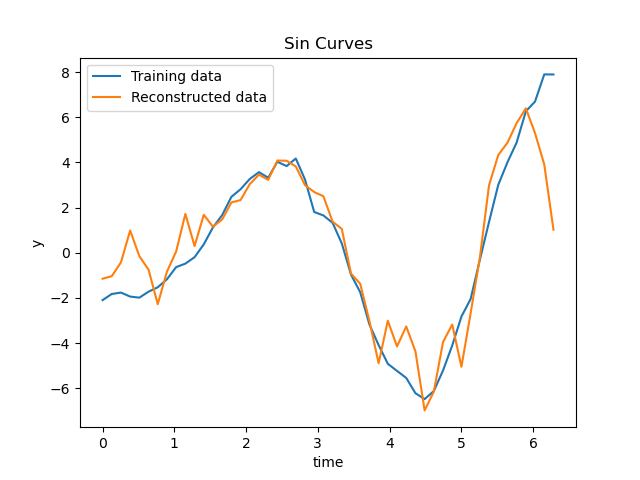 Sin Curves
Training data
Reconstructed data
8
6
4
2
0
−2
−4
−6
y
0 1 2 3 4 5 6
time